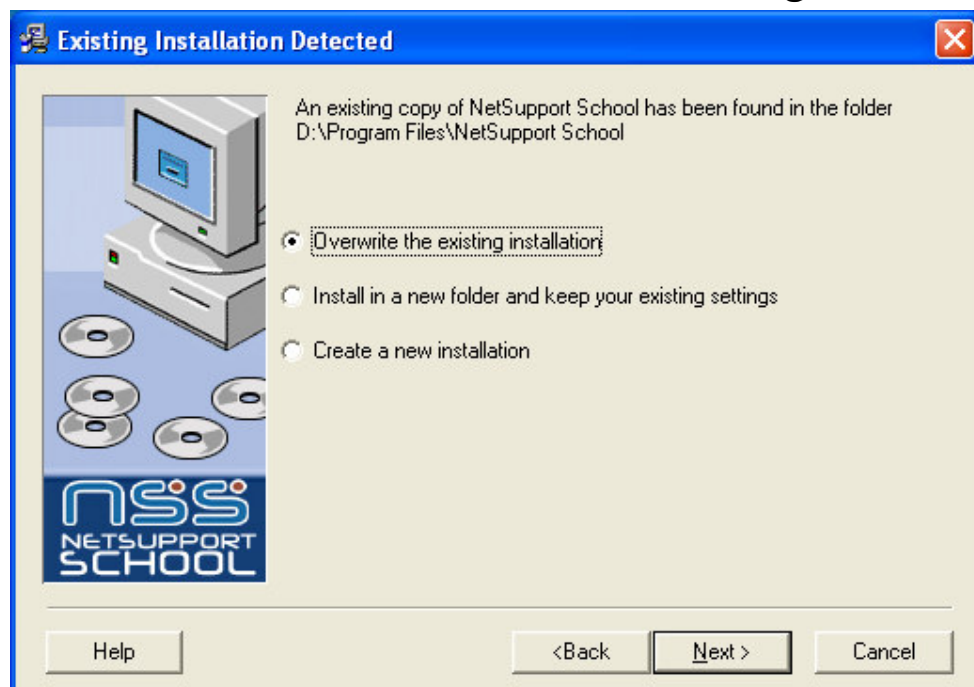 Existing Installation Detected
An existing copy of NetSupport School has been found in the folder
D:\Program Files\NetSupport School
Overwrite the existing installation
Install in a new folder and keep your existing settings
Create a new installation
nss
NETSUPPORT
SCHOOL
Help
<Back
Next >
Cancel